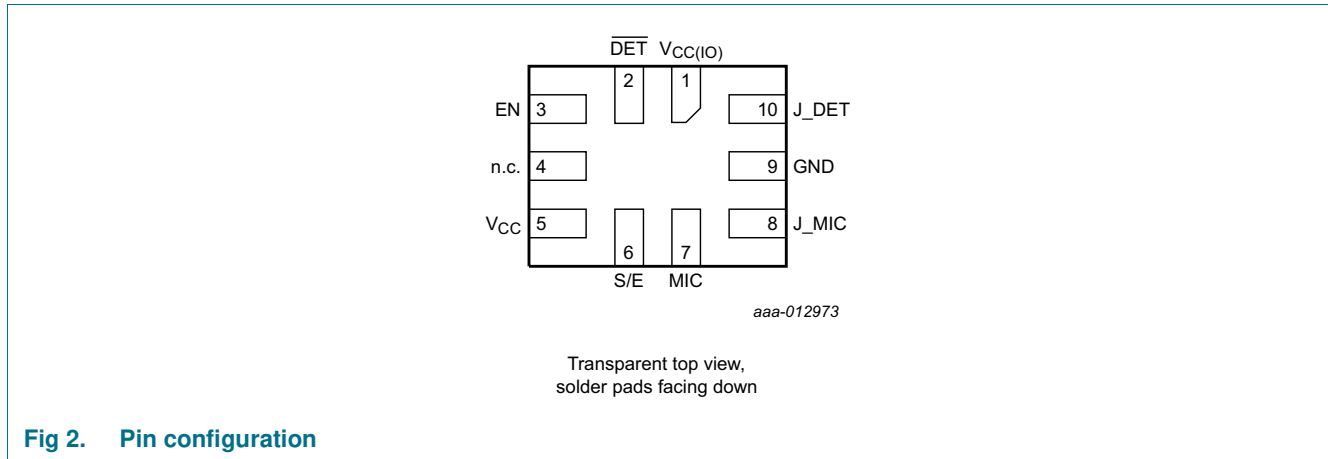 D̅E̅T̅ VCC(IO)
2 1
EN 3 10 J_DET
n.c. 4 9 GND
VCC 5 8 J_MIC
6 7
S/E MIC
aaa-012973
Transparent top view,
solder pads facing down
Fig 2. Pin configuration